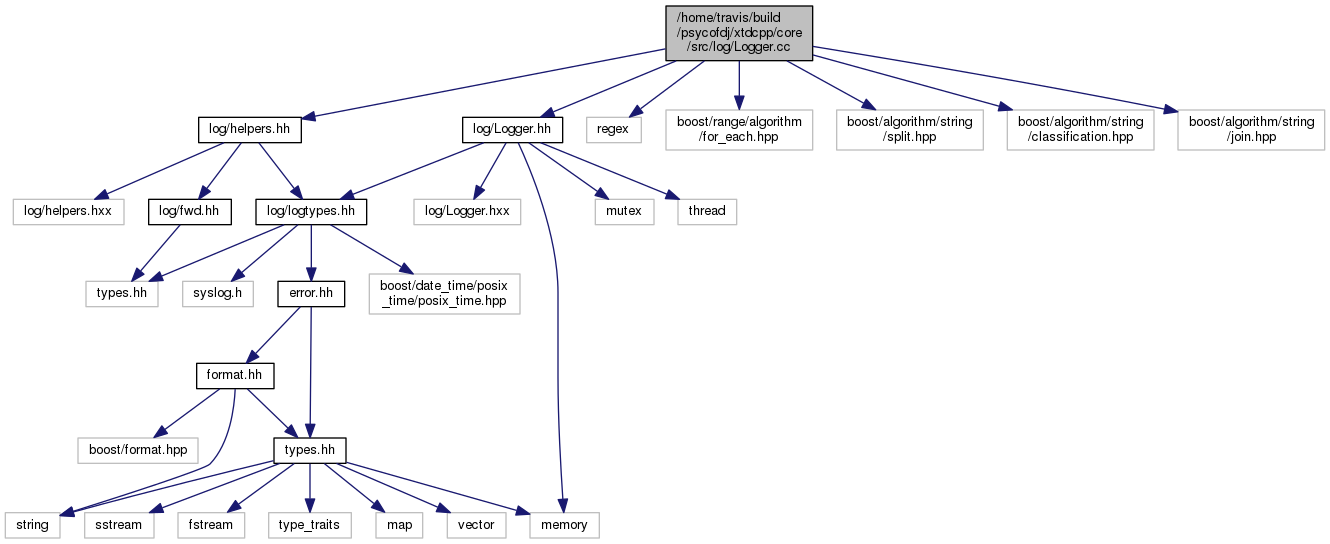 /home/travis/build
/psycofdj/xtdcpp/core
/src/log/Logger.cc
log/helpers.hh
log/Logger.hh
regex
boost/range/algorithm
/for_each.hpp
boost/algorithm/string
/split.hpp
boost/algorithm/string
/classification.hpp
boost/algorithm/string
/join.hpp
log/helpers.hxx
log/fwd.hh
log/logtypes.hh
log/Logger.hxx
mutex
thread
types.hh
syslog.h
error.hh
boost/date_time/posix
_time/posix_time.hpp
format.hh
boost/format.hpp
types.hh
string
sstream
fstream
type_traits
map
vector
memory